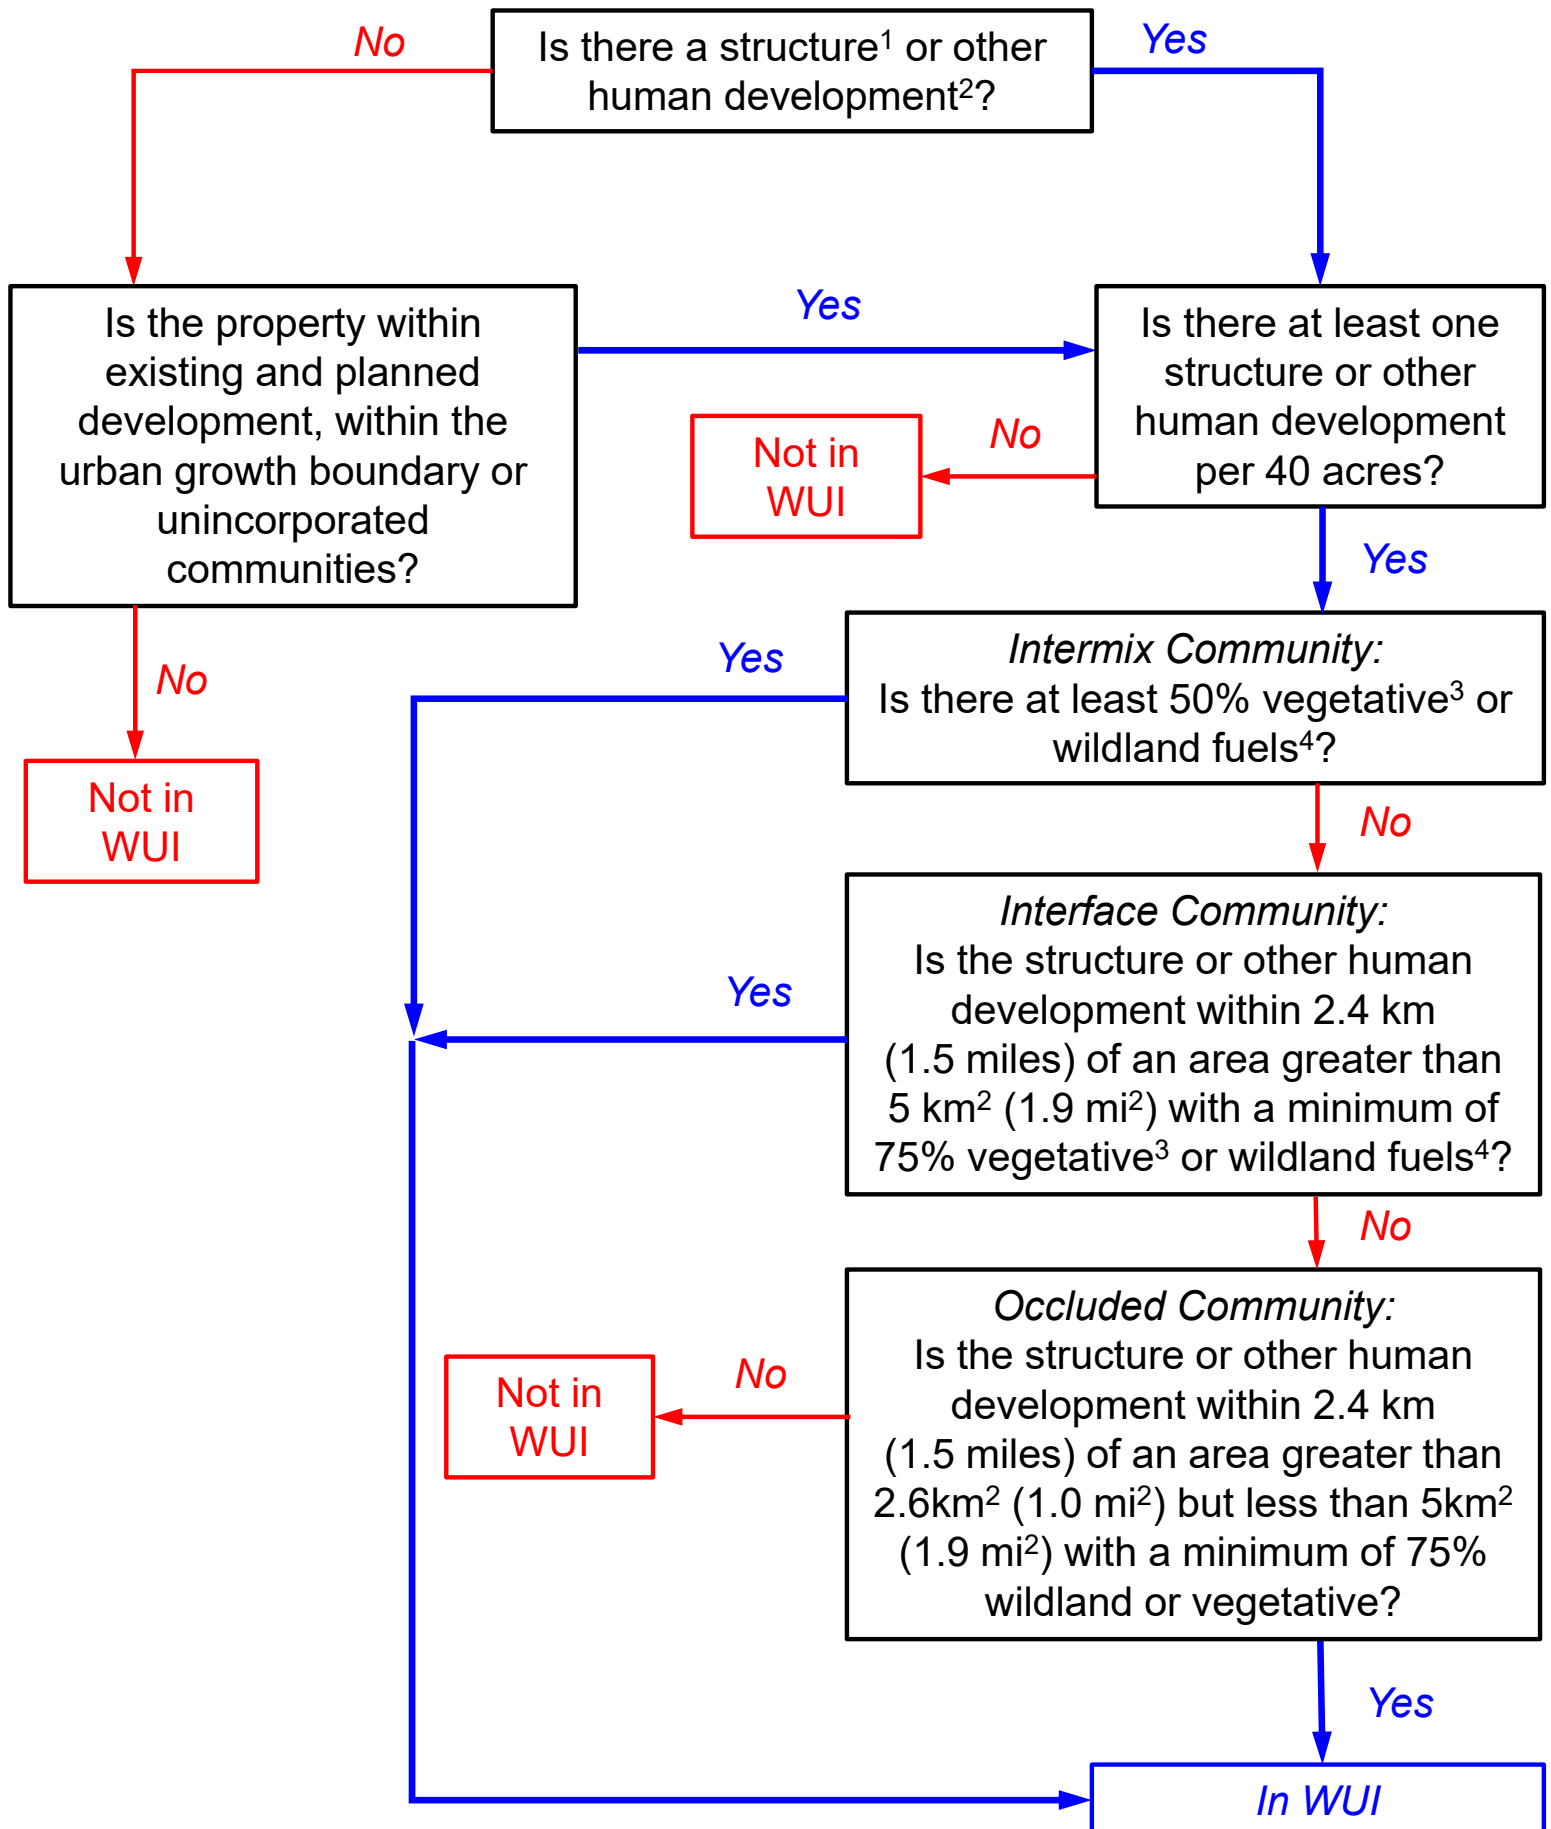 No
Is there a structure¹ or other
human development²?
Yes
Is the property within
existing and planned
development, within the
urban growth boundary or
unincorporated
communities?
Yes
Is there at least one
structure or other
human development
per 40 acres?
No
Not in
WUI
Yes
No
Not in
WUI
Intermix Community:
Is there at least 50% vegetative³ or
wildland fuels⁴?
Yes
No
Interface Community:
Is the structure or other human
development within 2.4 km
(1.5 miles) of an area greater than
5 km² (1.9 mi²) with a minimum of
75% vegetative³ or wildland fuels⁴?
Yes
No
Occluded Community:
Is the structure or other human
development within 2.4 km
(1.5 miles) of an area greater than
2.6km² (1.0 mi²) but less than 5km²
(1.9 mi²) with a minimum of 75%
wildland or vegetative?
No
Not in
WUI
Yes
In WUI